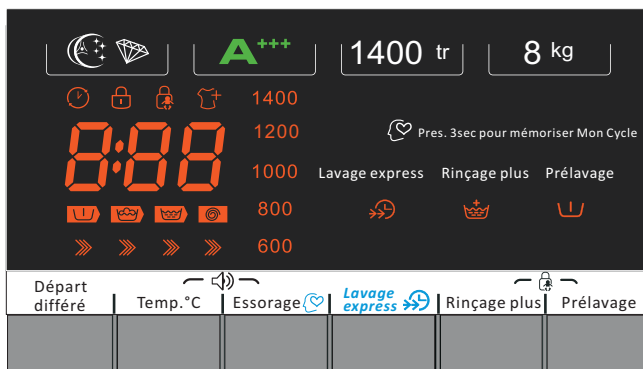 A+++
1400 tr
8 kg
1400
8:88
1200
Pres. 3sec pour mémoriser Mon Cycle
1000
Lavage express Rinçage plus Prélavage
800
600
Départ
différé
Temp.°C
Essorage
Lavage
express
Rinçage plus
Prélavage